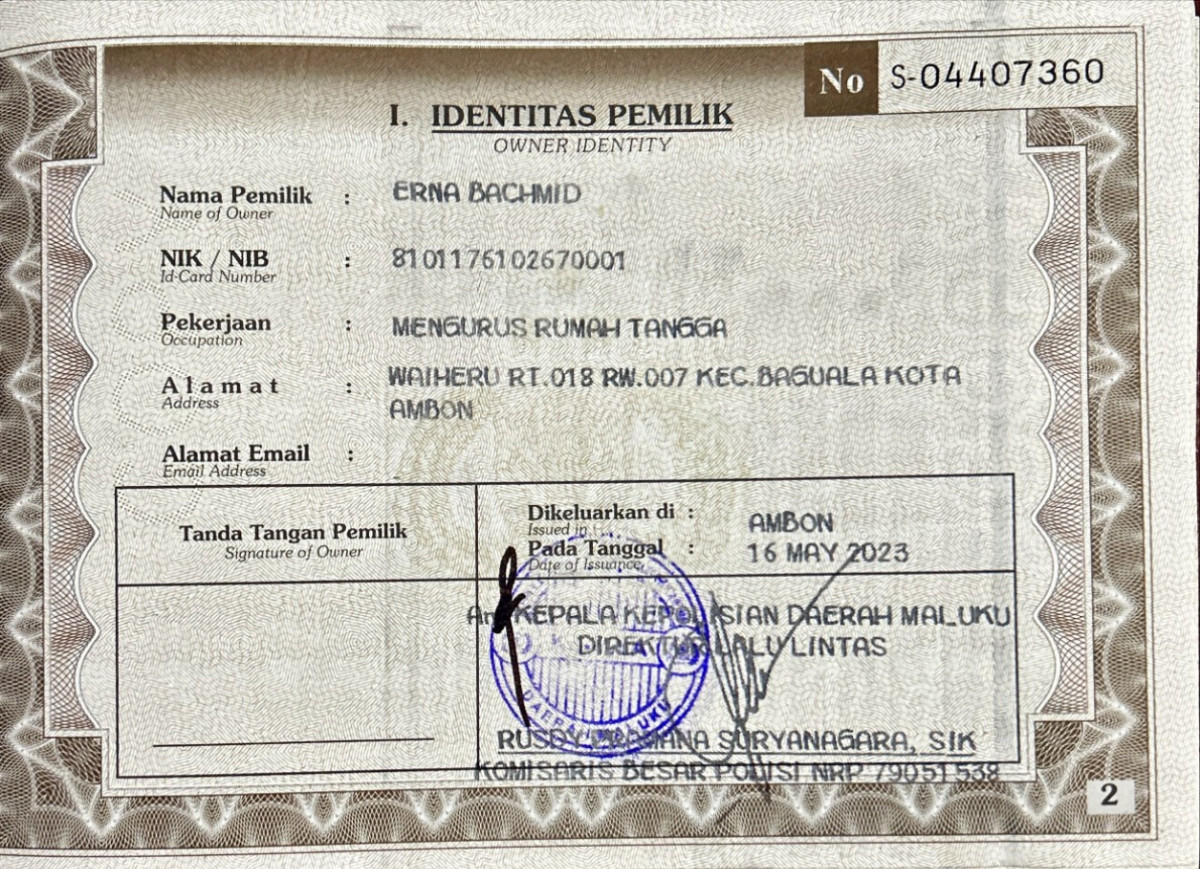 No S-04407360
I. IDENTITAS PEMILIK
OWNER IDENTITY
Nama Pemilik : ERNA BACHMID
Name of Owner
NIK / NIB : 8101176102670001
Id-Card Number
Pekerjaan : MENGURUS RUMAH TANGGA
Occupation
Alamat : WAIHERU RT.018 RW.007 KEC.BAGUALA KOTA
Address
AMBON
Alamat Email :
Email Address
Tanda Tangan Pemilik
Signature of Owner
Dikeluarkan di : AMBON
Issued in
Pada Tanggal : 16 MAY 2023
Date of Issuance
An KEPALA KEPOLISIAN DAERAH MALUKU
DIREKTUR LALU LINTAS
DAERAH MALUKU
SURYANAGARA, SIK
KOMISARIS BESAR POLISI NRP 79051538
2